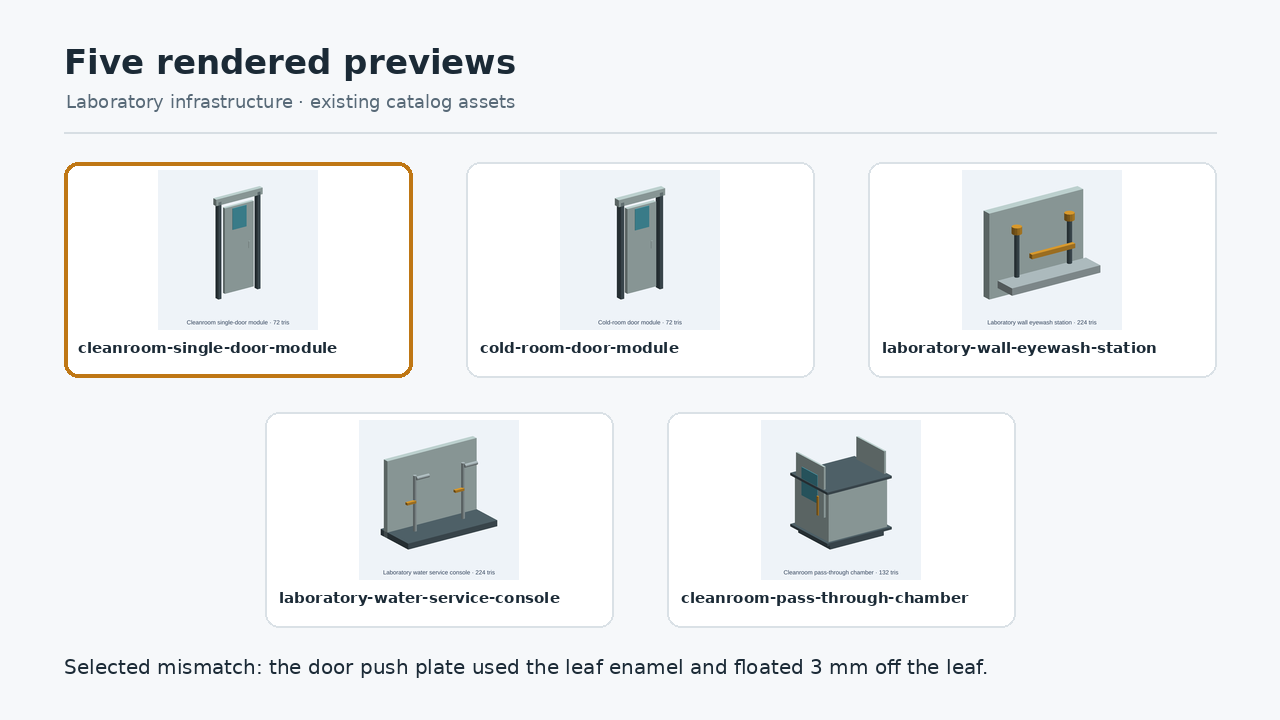 Five rendered previews
Laboratory infrastructure · existing catalog assets
Cleanroom single-door module · 72 tris
cleanroom-single-door-module
Cold-room door module · 72 tris
cold-room-door-module
Laboratory wall eyewash station · 224 tris
laboratory-wall-eyewash-station
Laboratory water service console · 224 tris
laboratory-water-service-console
Cleanroom pass-through chamber · 132 tris
cleanroom-pass-through-chamber
Selected mismatch: the door push plate used the leaf enamel and floated 3 mm off the leaf.